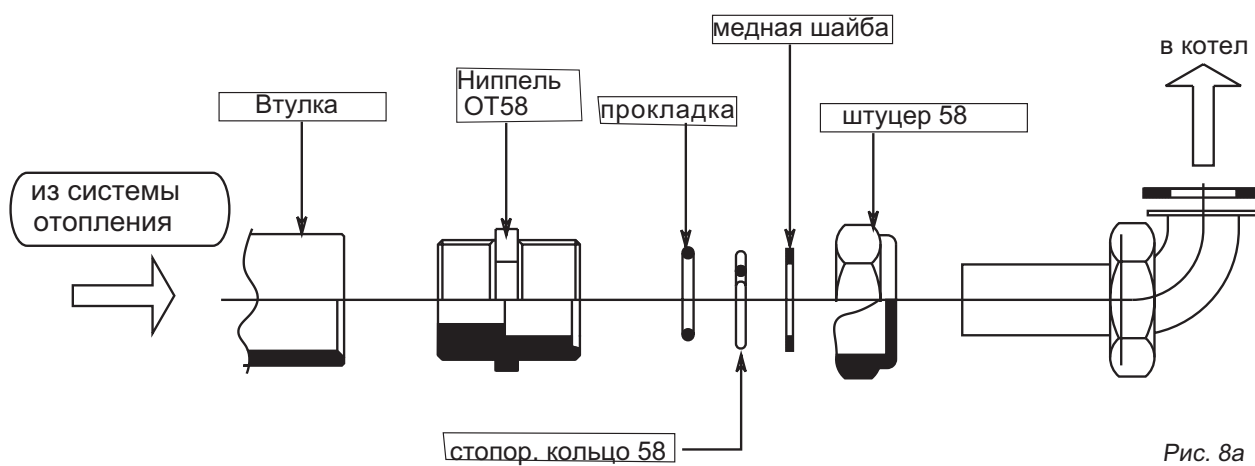 медная шайба
в котел
Ниппель
ОТ58
Втулка
прокладка
штуцер 58
из системы
отопления
стопор. кольцо 58
Рис. 8а